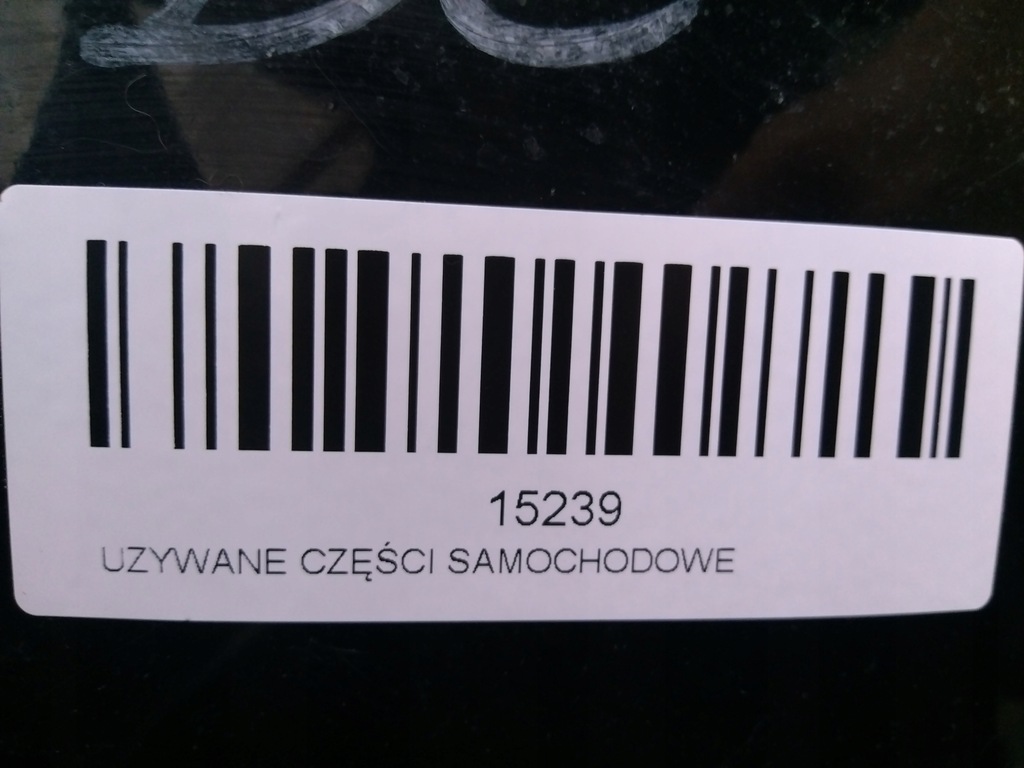 15239
UZYWANE CZĘŚCI SAMOCHODOWE